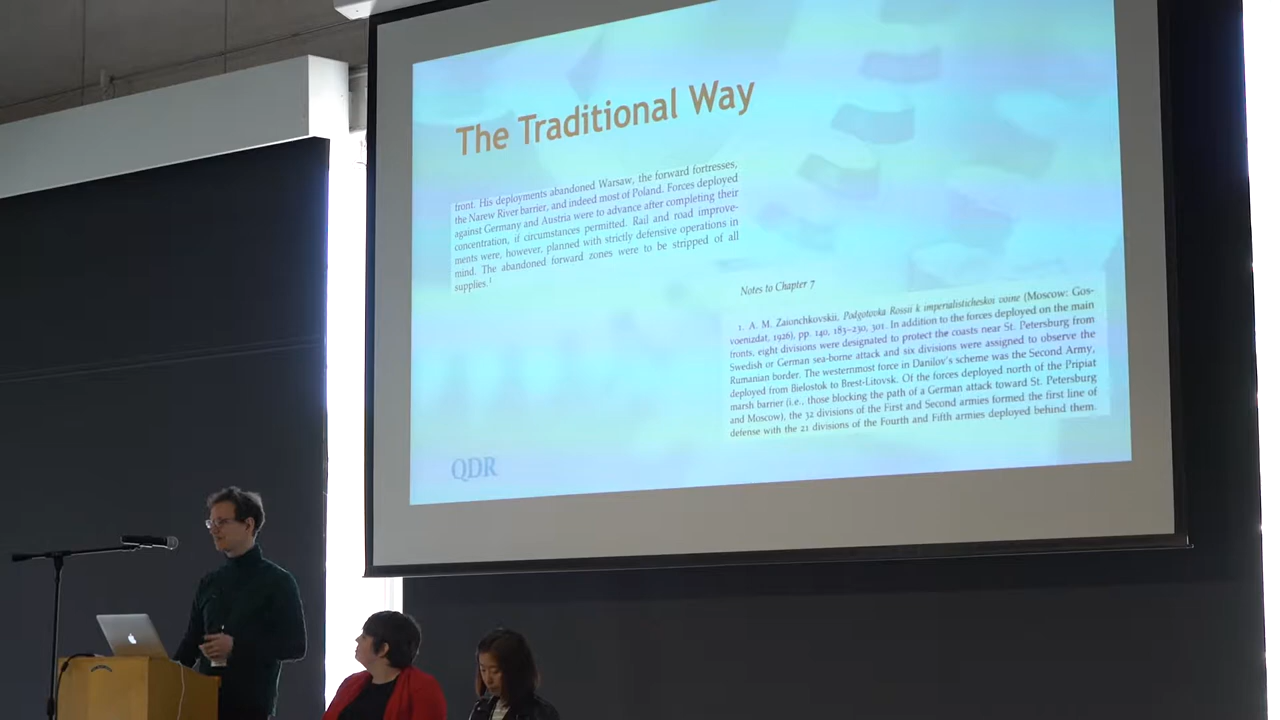 The Traditional Way
front. His deployments abandoned Warsaw, the forward fortresses,
the Narew River barrier, and indeed most of Poland. Forces deployed
against Germany and Austria were to advance after completing their
concentration, if circumstances permitted. Rail and road improve-
ments were, however, planned with strictly defensive operations in
mind. The abandoned forward zones were to be stripped of all
supplies.1
Notes to Chapter 7
1. A. M. Zaionchkovskii, Podgotovka Rossii k imperialisticheskoi voine (Moscow: Gos-
voenizdat, 1926), pp. 140, 183–230, 301. In addition to the forces deployed on the main
fronts, eight divisions were designated to protect the coasts near St. Petersburg from
Swedish or German sea-borne attack and six divisions were assigned to observe the
Rumanian border. The westernmost force in Danilov's scheme was the Second Army,
deployed from Bielostok to Brest-Litovsk. Of the forces deployed north of the Pripiat
marsh barrier (i.e., those blocking the path of a German attack toward St. Petersburg
and Moscow), the 32 divisions of the First and Second armies formed the first line of
defense with the 21 divisions of the Fourth and Fifth armies deployed behind them.
QDR